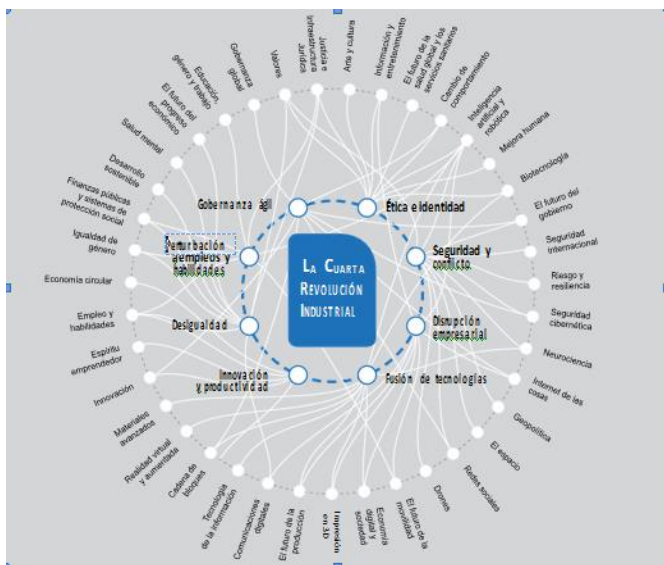 LA CUARTA
REVOLUCIÓN
INDUSTRIAL
Ética e identidad
Seguridad y
conflicto.
Disrupción
empresarial
Fusión de tecnologías
Innovación
y productividad
Desigualdad
Perturbación
a empleos y
habilidades
Gobernanza ágil
Arte y cultura
Información y
entretenimiento
El futuro de la
salud global y los
servicios sanitarios
Cambio de
comportamiento
Inteligencia
artificial y
robótica
Mejora humana
Biotecnología
El futuro del
gobierno
Seguridad
internacional
Riesgo y
resiliencia
Seguridad
cibernética
Neurociencia
Internet de las
cosas
Geopolítica
El espacio
Redes sociales
Drones
El futuro de la
movilidad
Economía
digital y
sociedad
Impresión
en 3D
El futuro de la
producción
Comunicaciones
digitales
Tecnología
de la información
Cadena de
bloques
Realidad virtual
y aumentada
Materiales
avanzados
Innovación
Espíritu
emprendedor
Empleo y
habilidades
Economía circular
Igualdad de
género
Finanzas públicas
y sistemas de
protección social
Desarrollo
sostenible
Salud mental
El futuro del
progreso
económico
Educación,
género y trabajo
Gobernanza
global
Valores
Justicia e
Infraestructura
Jurídica